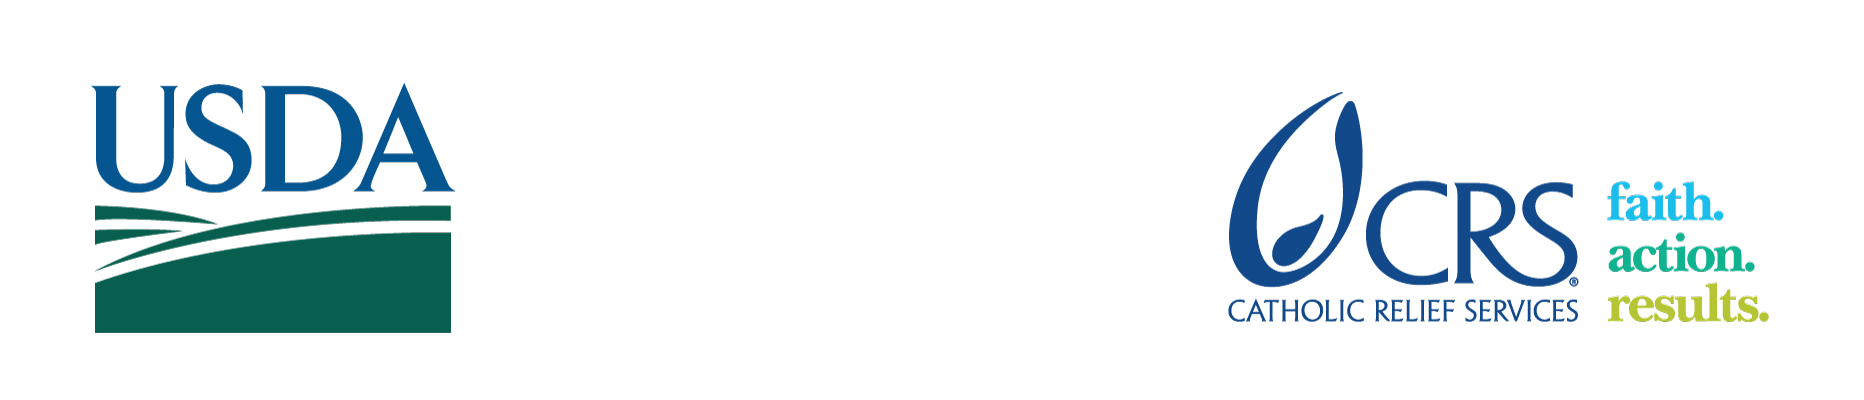 USDA
CRS®
CATHOLIC RELIEF SERVICES
faith.
action.
results.